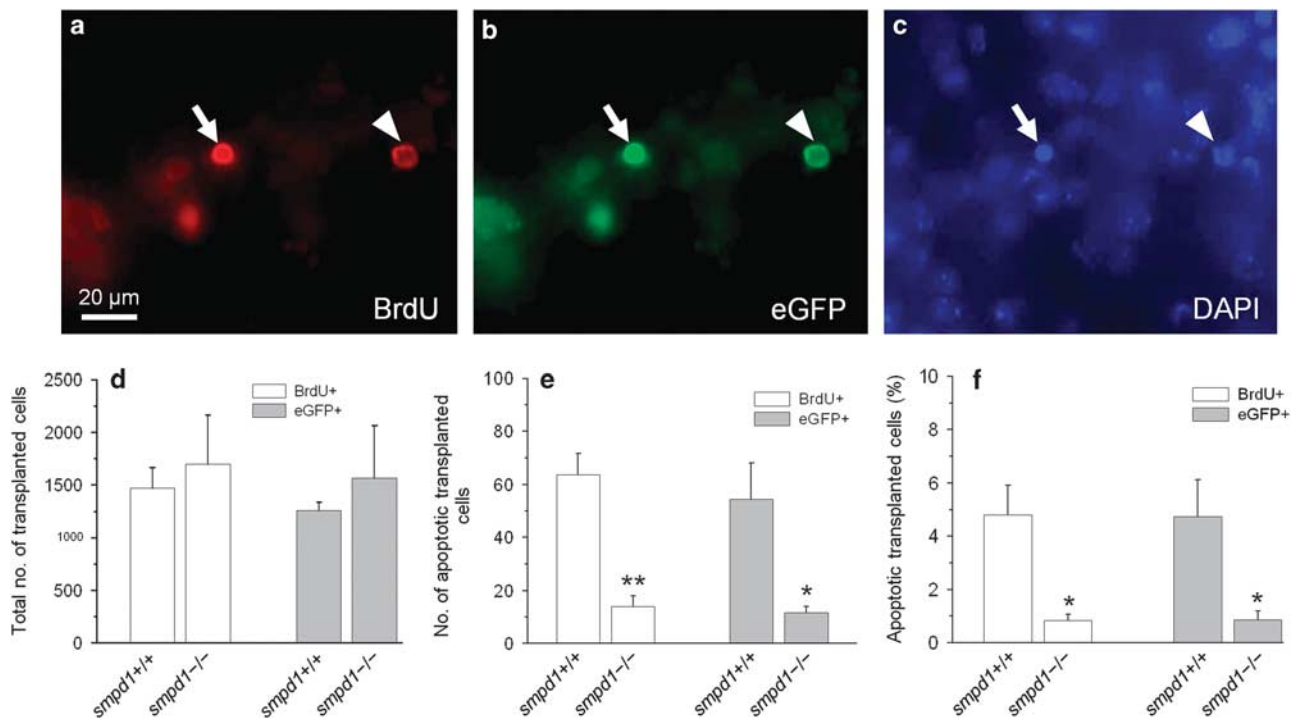 a
b
c
20 µm
BrdU
eGFP
DAPI
d
Total no. of transplanted cells
2500
2000
1500
1000
500
0
BrdU+
eGFP+
smpd1+/+
smpd1–/–
smpd1+/+
smpd1–/–
e
No. of apoptotic transplanted
cells
100
80
60
40
20
0
BrdU+
eGFP+
**
*
smpd1+/+
smpd1–/–
smpd1+/+
smpd1–/–
f
Apoptotic transplanted cells (%)
10
8
6
4
2
0
BrdU+
eGFP+
*
*
smpd1+/+
smpd1–/–
smpd1+/+
smpd1–/–